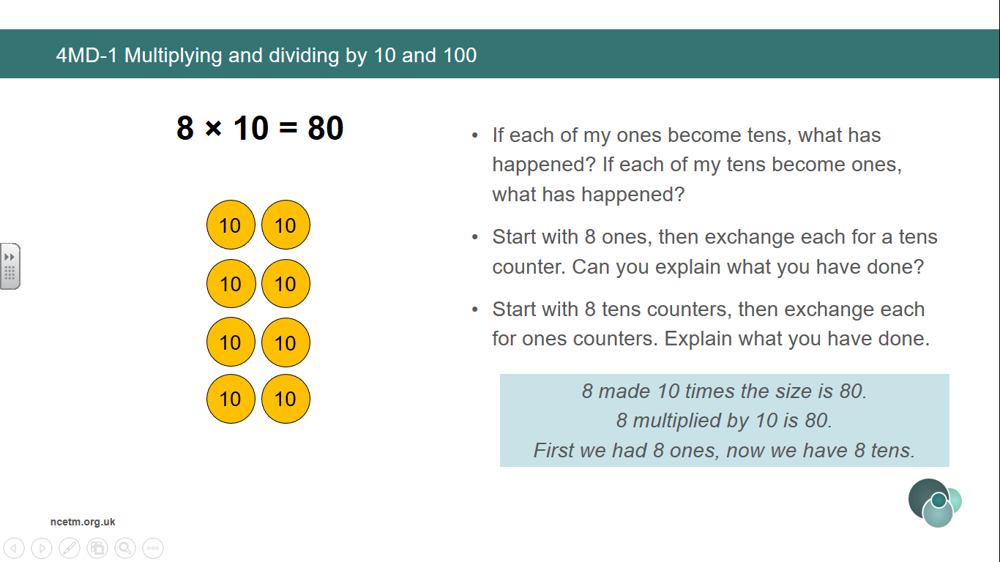 4MD-1 Multiplying and dividing by 10 and 100
8 × 10 = 80
10 10
10 10
10 10
10 10
• If each of my ones become tens, what has
happened? If each of my tens become ones,
what has happened?
• Start with 8 ones, then exchange each for a tens
counter. Can you explain what you have done?
• Start with 8 tens counters, then exchange each
for ones counters. Explain what you have done.
8 made 10 times the size is 80.
8 multiplied by 10 is 80.
First we had 8 ones, now we have 8 tens.
ncetm.org.uk